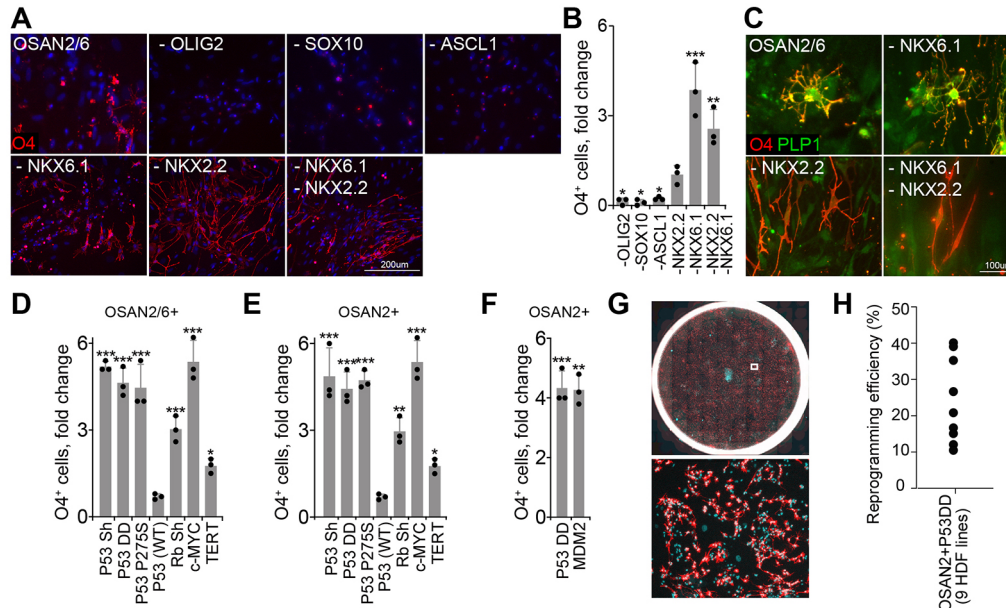 A
OSAN2/6
- OLIG2
- SOX10
- ASCL1
O4
- NKX6.1
- NKX2.2
- NKX6.1
- NKX2.2
200um
B
O4+ cells, fold change
6
3
0
*
*
*
***
**
-OLIG2
-SOX10
-ASCL1
-NKX2.2
-NKX6.1
-NKX2.2
-NKX6.1
C
OSAN2/6
- NKX6.1
O4 PLP1
- NKX2.2
- NKX6.1
- NKX2.2
100um
D
OSAN2/6+
O4+ cells, fold change
6
3
0
***
***
***
***
***
*
P53 Sh
P53 DD
P53 P275S
P53 (WT)
Rb Sh
c-MYC
TERT
E
OSAN2+
O4+ cells, fold change
6
3
0
***
***
***
**
***
*
P53 Sh
P53 DD
P53 P275S
P53 (WT)
Rb Sh
c-MYC
TERT
F
OSAN2+
O4+ cells, fold change
6
4
2
0
***
**
P53 DD
MDM2
G
H
Reprogramming efficiency (%)
50
40
30
20
10
0
OSAN2+P53DD
(9 HDF lines)